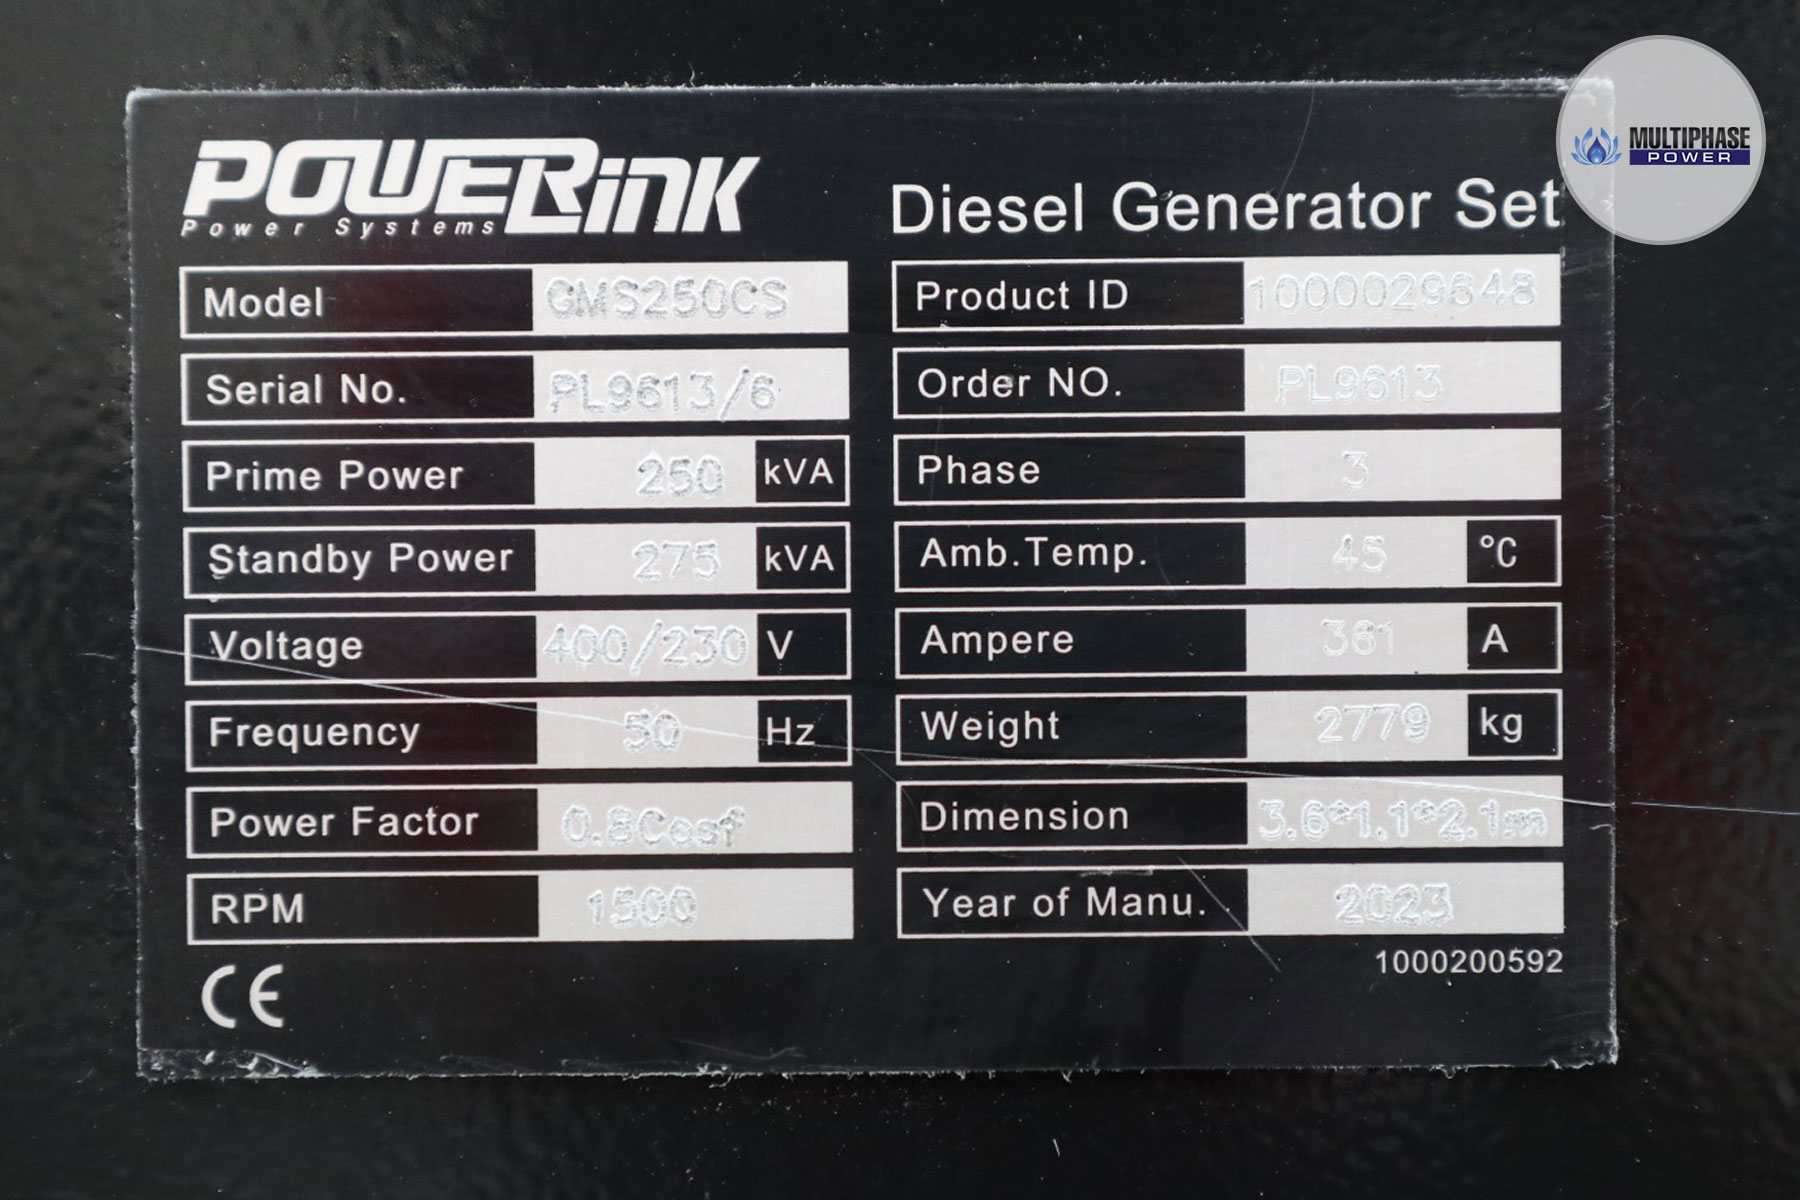 POWERLINK
Power Systems
Diesel Generator Set
MULTIPHASE
POWER
Model GMS250CS
Serial No. PL9613/6
Prime Power 250 kVA
Standby Power 275 kVA
Voltage 400/230 V
Frequency 50 Hz
Power Factor 0.8Cosf
RPM 1500
CE
Product ID 1000029648
Order NO. PL9613
Phase 3
Amb.Temp. 45 °C
Ampere 361 A
Weight 2779 kg
Dimension 3.6*1.1*2.1m
Year of Manu. 2023
1000200592